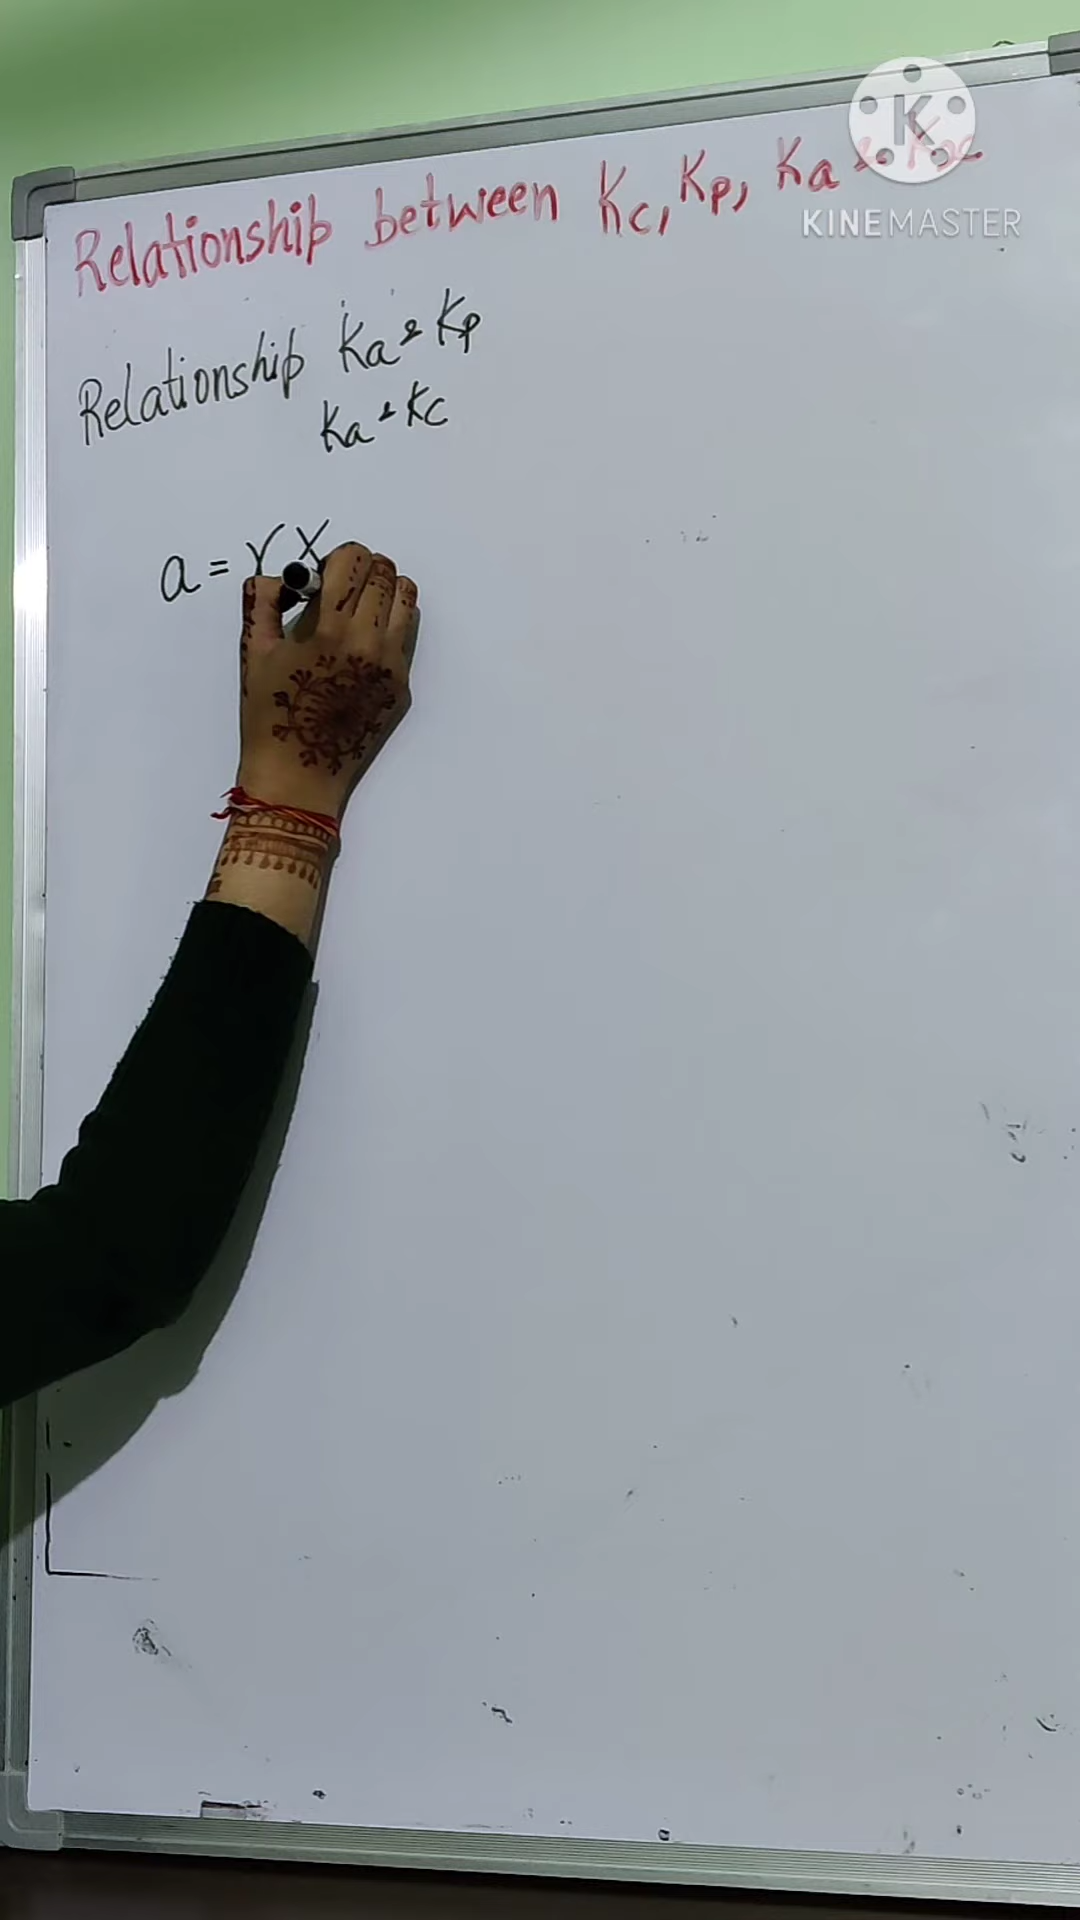 Relationship between Kc, Kp, Ka &
K
KINEMASTER
Relationship Ka & Kp
Ka & Kc
a = γ x